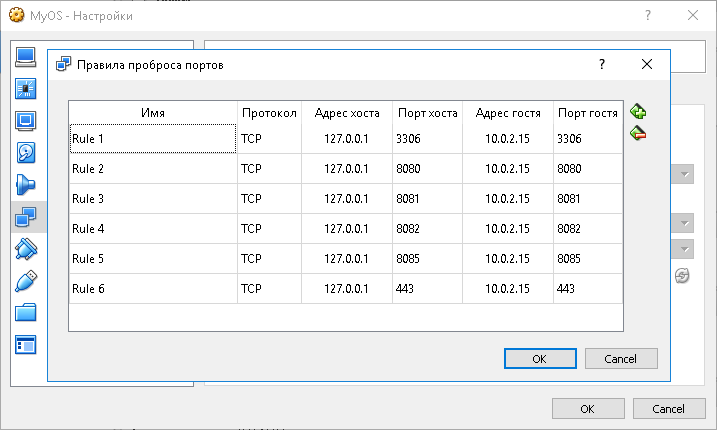 MyOS - Настройки
?
Правила проброса портов
?
Имя Протокол Адрес хоста Порт хоста Адрес гостя Порт гостя
Rule 1 TCP 127.0.0.1 3306 10.0.2.15 3306
Rule 2 TCP 127.0.0.1 8080 10.0.2.15 8080
Rule 3 TCP 127.0.0.1 8081 10.0.2.15 8081
Rule 4 TCP 127.0.0.1 8082 10.0.2.15 8082
Rule 5 TCP 127.0.0.1 8085 10.0.2.15 8085
Rule 6 TCP 127.0.0.1 443 10.0.2.15 443
OK Cancel
OK Cancel